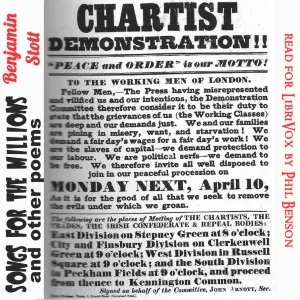 SONGS FOR THE MILLIONS
and other poems
Benjamin
Stott
CHARTIST
DEMONSTRATION!!
"PEACE and ORDER" is our MOTTO!
TO THE WORKING MEN OF LONDON.
Fellow Men,—The Press having misrepresented
and vilified us and our intentions, the Demonstration
Committee therefore consider it to be their duty to
state that the grievances of us (the Working Classes)
are deep and our demands just. We and our families
are pining in misery, want, and starvation! We
demand a fair day's wages for a fair day's work! We
are the slaves of capital—we demand protection to
our labour. We are political serfs—we demand to
be free. We therefore invite all well disposed to
join in our peaceful procession on
MONDAY NEXT, April 10,
As it is for the good of all that we seek to remove
the evils under which we groan.
The following are the places of Meeting of THE CHARTISTS, THE
TRADES, THE IRISH CONFEDERATE & REPEAL BODIES:
East Division on Stepney Green at 8 o'clock;
City and Finsbury Division on Clerkenwell
Green at 9 o'clock; West Division in Russell
Square at 9 o'clock; and the South Division
in Peckham Fields at 9 o'clock, and proceed
from thence to Kennington Common.
Signed on behalf of the Committee, JOHN ARNOTT, Sec.
READ FOR LIBRIVOX BY PHIL BENSON